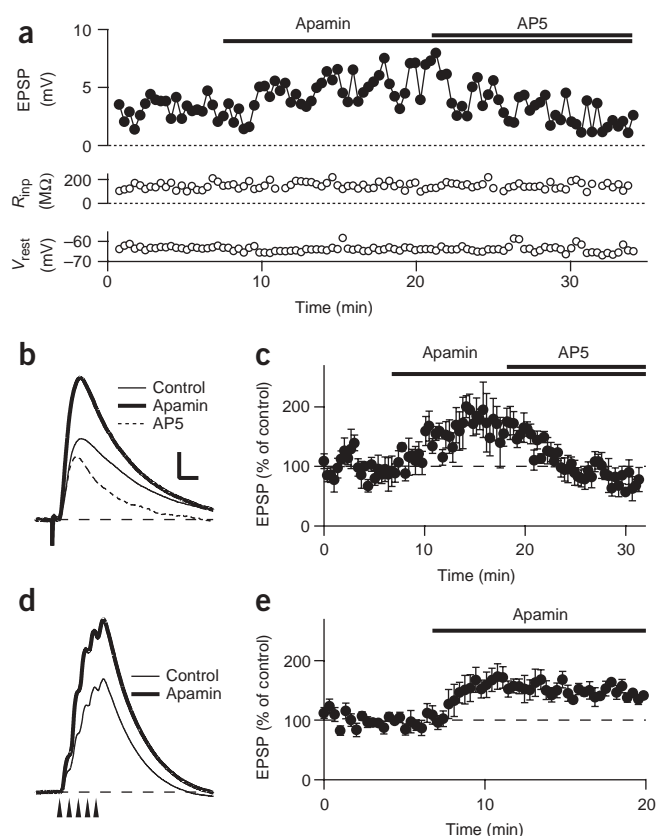 a
Apamin
AP5
EPSP
(mV)
10
5
0
R_inp
(MΩ)
200
0
V_rest
(mV)
–60
–70
10
0
20
30
Time (min)
b
Control
Apamin
AP5
c
Apamin
AP5
EPSP (% of control)
200
100
0
0
10
20
30
Time (min)
d
Control
Apamin
e
Apamin
EPSP (% of control)
200
100
0
0
10
20
Time (min)